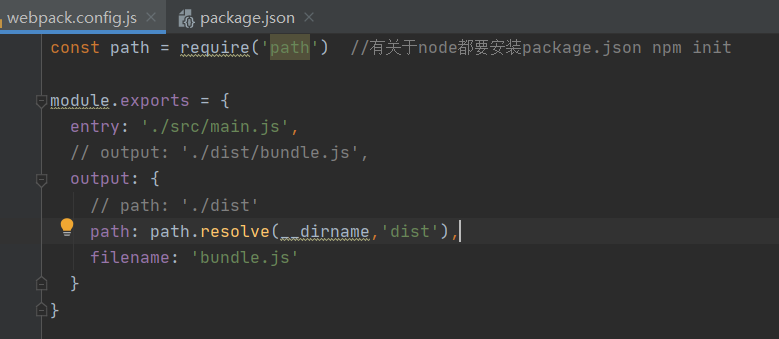 webpack.config.js × package.json ×
const path = require('path') //有关于node都要安装package.json npm init
module.exports = {
entry: './src/main.js',
// output: './dist/bundle.js',
output: {
// path: './dist'
path: path.resolve(__dirname,'dist'),
filename: 'bundle.js'
}
}